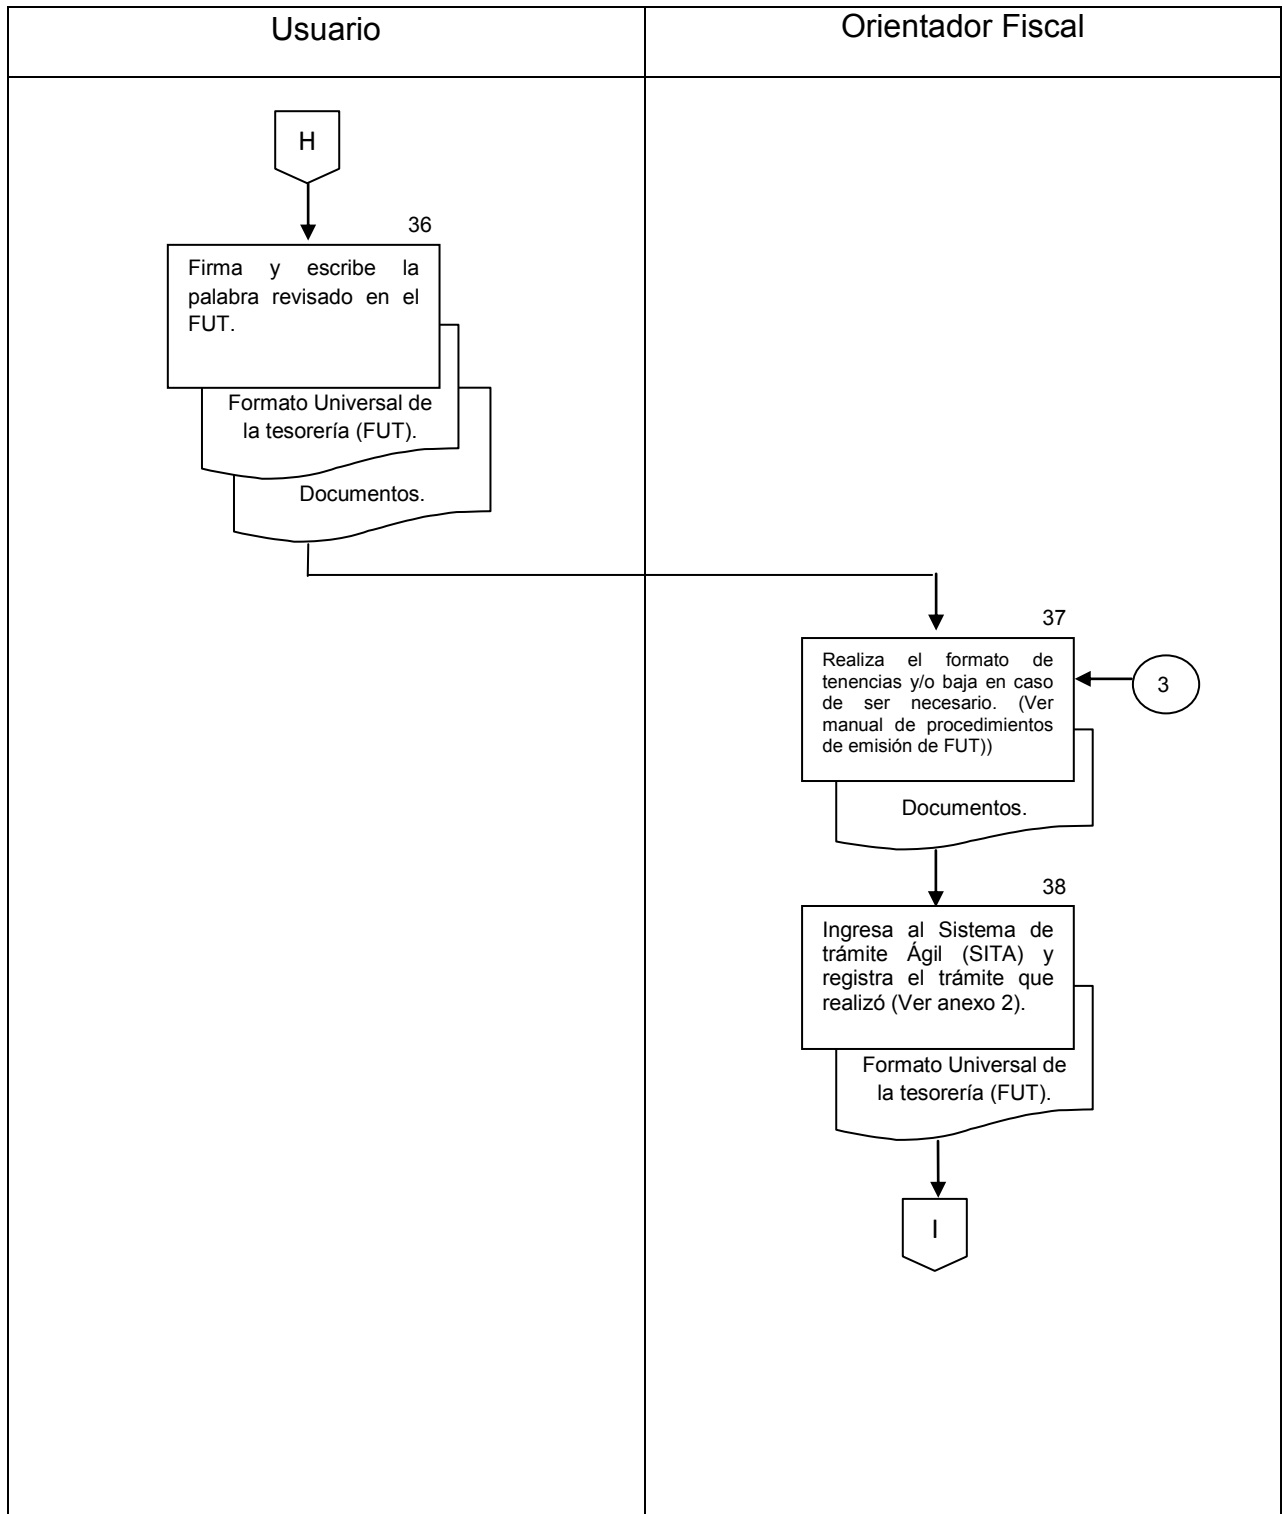 Usuario
Orientador Fiscal
H
36
Firma y escribe la
palabra revisado en el
FUT.
Formato Universal de
la tesorería (FUT).
Documentos.
37
Realiza el formato de
tenencias y/o baja en caso
de ser necesario. (Ver
manual de procedimientos
de emisión de FUT))
3
Documentos.
38
Ingresa al Sistema de
trámite Ágil (SITA) y
registra el trámite que
realizó (Ver anexo 2).
Formato Universal de
la tesorería (FUT).
I